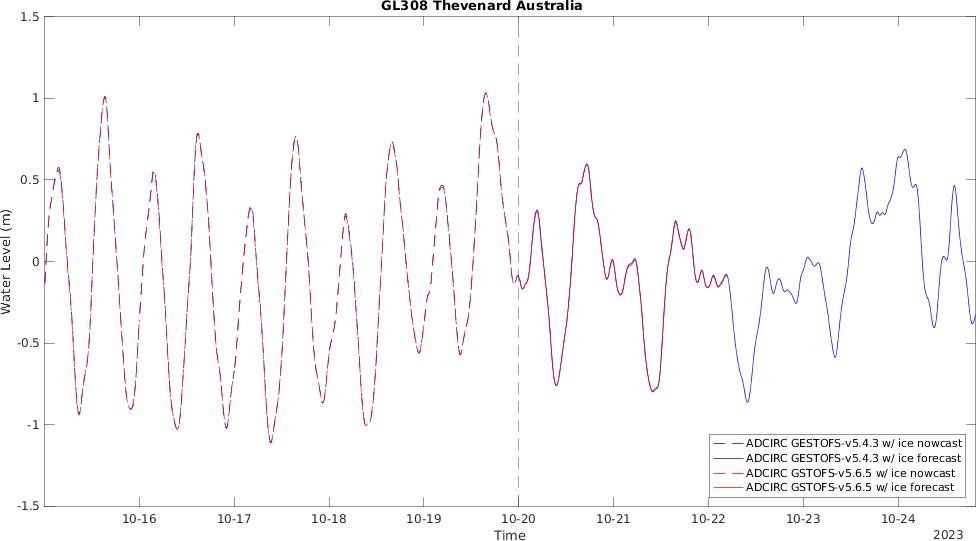 GL308 Thevenard Australia
1.5
1
0.5
0
-0.5
-1
-1.5
Water Level (m)
10-16 10-17 10-18 10-19 10-20 10-21 10-22 10-23 10-24
Time
2023
ADCIRC GESTOFS-v5.4.3 w/ ice nowcast
ADCIRC GESTOFS-v5.4.3 w/ ice forecast
ADCIRC GSTOFS-v5.6.5 w/ ice nowcast
ADCIRC GSTOFS-v5.6.5 w/ ice forecast